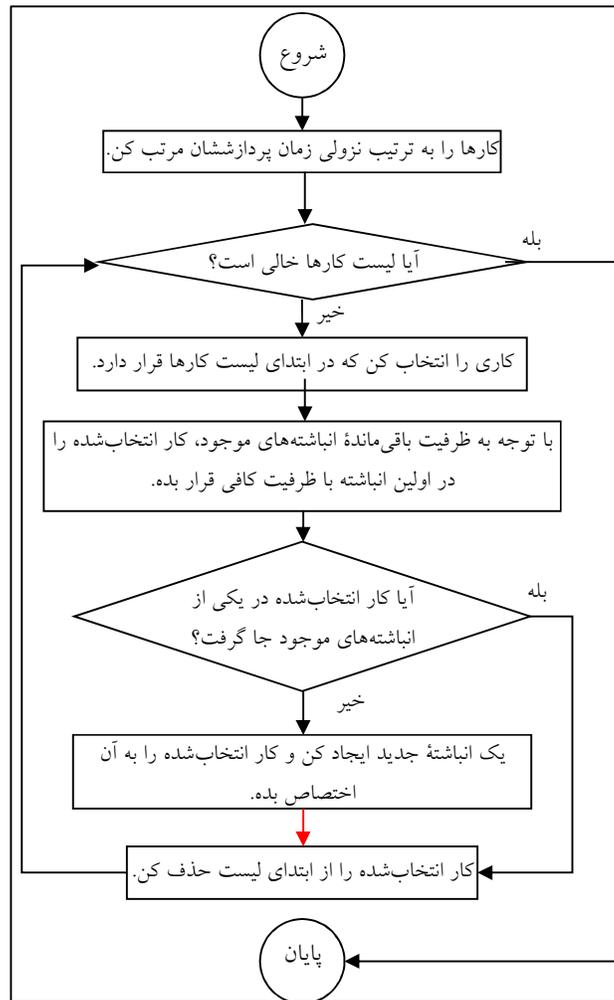 شروع
کارها را به ترتیب نزولی زمان پردازششان مرتب کن.
بله
آیا لیست کارها خالی است؟
خیر
کاری را انتخاب کن که در ابتدای لیست کارها قرار دارد.
با توجه به ظرفیت باقی‌ماندهٔ انباشته‌های موجود، کار انتخاب‌شده را
در اولین انباشته با ظرفیت کافی قرار بده.
بله
آیا کار انتخاب‌شده در یکی از
انباشته‌های موجود جا گرفت؟
خیر
یک انباشتهٔ جدید ایجاد کن و کار انتخاب‌شده را به آن
اختصاص بده.
کار انتخاب‌شده را از ابتدای لیست حذف کن.
پایان